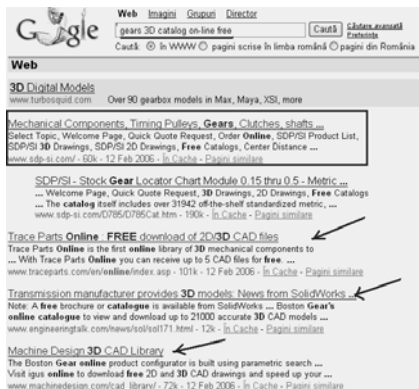 Google
Web Imagini Grupuri Director
gears 3D catalog on-line free Caută Căutare avansată
Preferințe
Caută: în WWW pagini scrise în limba română pagini din România
Web
3D Digital Models
www.turbosquid.com Over 90 gearbox models in Max, Maya, XSI, more
Mechanical Components, Timing Pulleys, Gears, Clutches, shafts ...
Select Topic, Welcome Page, Quick Quote Request, Order Online, SDP/SI Product List,
SDP/SI 3D Drawings, SDP/SI 2D Drawings, Free Catalogs, Center Distance ...
www.sdp-si.com/ - 60k - 12 Feb 2006 - În Cache - Pagini similare
SDP/SI - Stock Gear Locator Chart Module 0.15 thru 0.5 - Metric ...
... Welcome Page, Quick Quote Request, 3D Drawings, 2D Drawings, Free Catalogs
... The catalog itself includes over 31942 off-the-shelf standardized metric, ...
www.sdp-si.com/D785/D785Cat.htm - 190k - În Cache - Pagini similare
Trace Parts Online : FREE download of 2D/3D CAD files
Trace Parts Online is the first online library of 3D mechanical components to
... With Trace Parts Online you can receive up to 5 CAD files for free. ...
www.traceparts.com/en/online/index.asp - 101k - 12 Feb 2006 - În Cache - Pagini similare
Transmission manufacturer provides 3D models: News from SolidWorks ...
Note: A free brochure or catalogue is available from SolidWorks ... Boston Gear's
online catalogue to view and download up to 21000 accurate 3D CAD models ...
www.engineeringtalk.com/news/sol/sol171.html - 12k - În Cache - Pagini similare
Machine Design 3D CAD Library
The Boston Gear online product configurator is built using parametric search ...
Visit igus online to download free 2D and 3D CAD drawings and speed up your ...
www.machinedesign.com/cad_library/ - 72k - 12 Feb 2006 - În Cache - Pagini similare